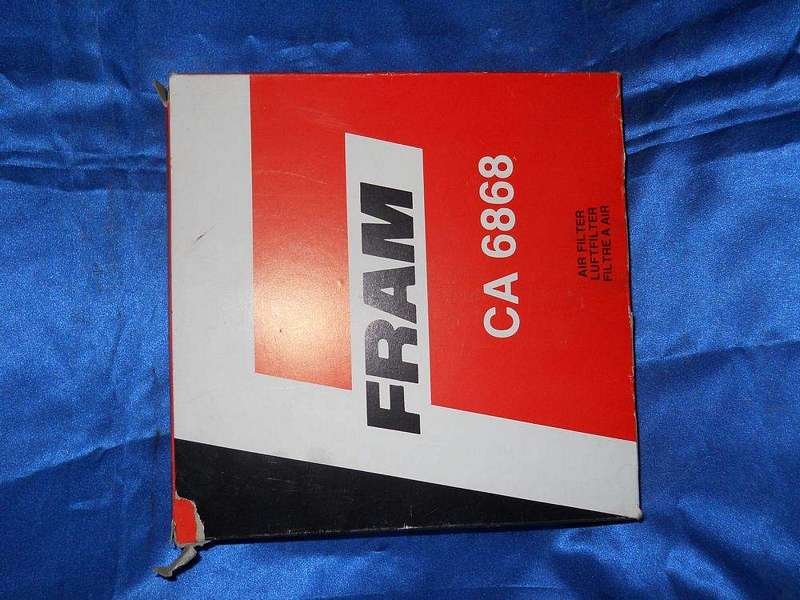 FRAM
CA 6868
AIR FILTER
LUFTFILTER
FILTRE A AIR